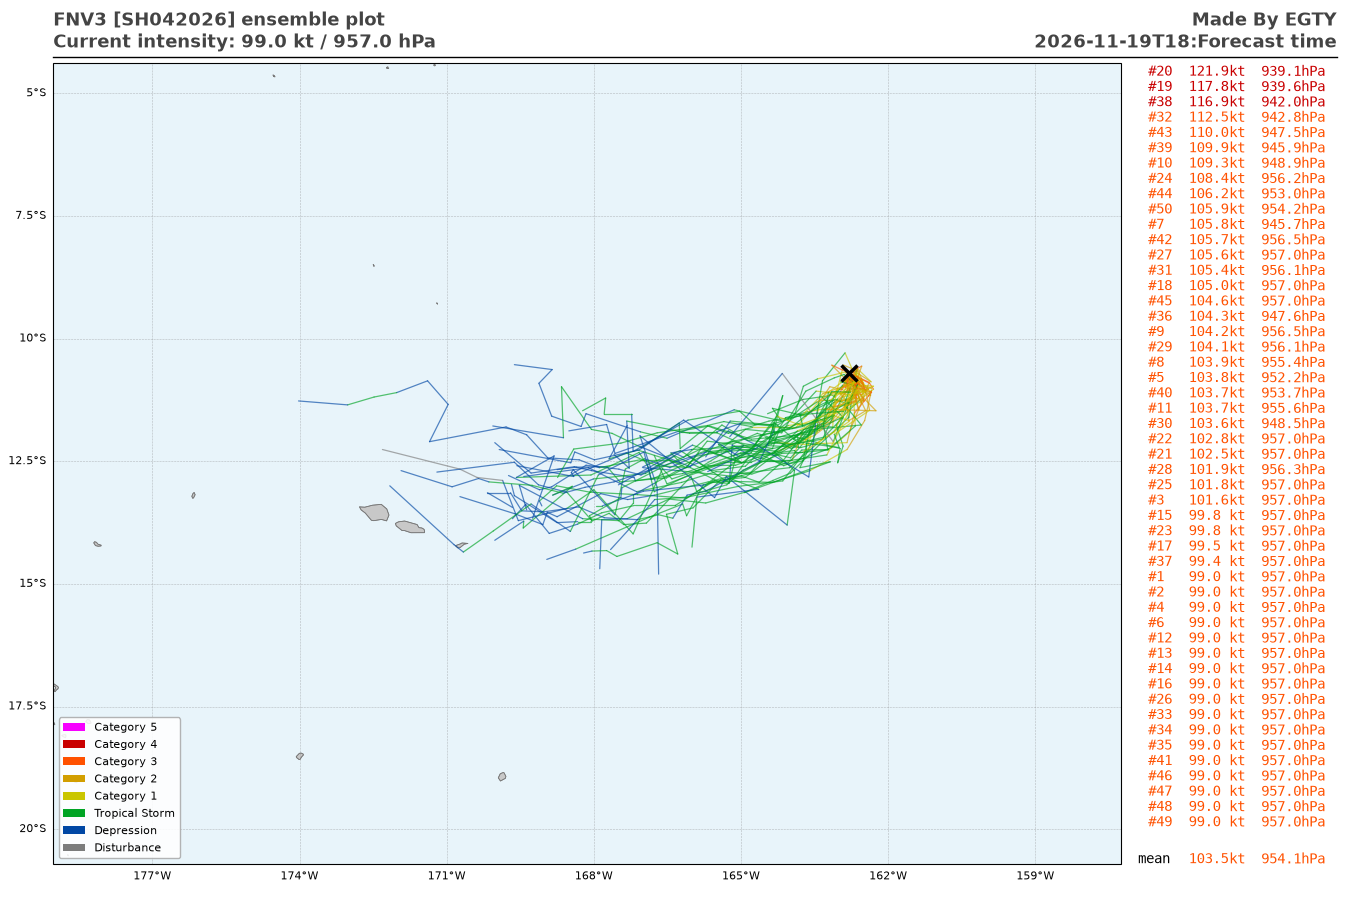 FNV3 [SH042026] ensemble plot
Made By EGTY
Current intensity: 99.0 kt / 957.0 hPa
2026-11-19T18:Forecast time
#20 121.9kt 939.1hPa
#19 117.8kt 939.6hPa
#38 116.9kt 942.0hPa
#32 112.5kt 942.8hPa
#43 110.0kt 947.5hPa
#39 109.9kt 945.9hPa
#10 109.3kt 948.9hPa
#24 108.4kt 956.2hPa
#44 106.2kt 953.0hPa
#50 105.9kt 954.2hPa
#7 105.8kt 945.7hPa
#42 105.7kt 956.5hPa
#27 105.6kt 957.0hPa
#31 105.4kt 956.1hPa
#18 105.0kt 957.0hPa
#45 104.6kt 957.0hPa
#36 104.3kt 947.6hPa
#9 104.2kt 956.5hPa
#29 104.1kt 956.1hPa
#8 103.9kt 955.4hPa
#5 103.8kt 952.2hPa
#40 103.7kt 953.7hPa
#11 103.7kt 955.6hPa
#30 103.6kt 948.5hPa
#22 102.8kt 957.0hPa
#21 102.5kt 957.0hPa
#28 101.9kt 956.3hPa
#25 101.8kt 957.0hPa
#3 101.6kt 957.0hPa
#15 99.8 kt 957.0hPa
#23 99.8 kt 957.0hPa
#17 99.5 kt 957.0hPa
#37 99.4 kt 957.0hPa
#1 99.0 kt 957.0hPa
#2 99.0 kt 957.0hPa
#4 99.0 kt 957.0hPa
#6 99.0 kt 957.0hPa
#12 99.0 kt 957.0hPa
#13 99.0 kt 957.0hPa
#14 99.0 kt 957.0hPa
#16 99.0 kt 957.0hPa
#26 99.0 kt 957.0hPa
#33 99.0 kt 957.0hPa
#34 99.0 kt 957.0hPa
#35 99.0 kt 957.0hPa
#41 99.0 kt 957.0hPa
#46 99.0 kt 957.0hPa
#47 99.0 kt 957.0hPa
#48 99.0 kt 957.0hPa
#49 99.0 kt 957.0hPa
mean 103.5kt 954.1hPa
5°S
7.5°S
10°S
12.5°S
15°S
17.5°S
20°S
Category 5
Category 4
Category 3
Category 2
Category 1
Tropical Storm
Depression
Disturbance
177°W 174°W 171°W 168°W 165°W 162°W 159°W